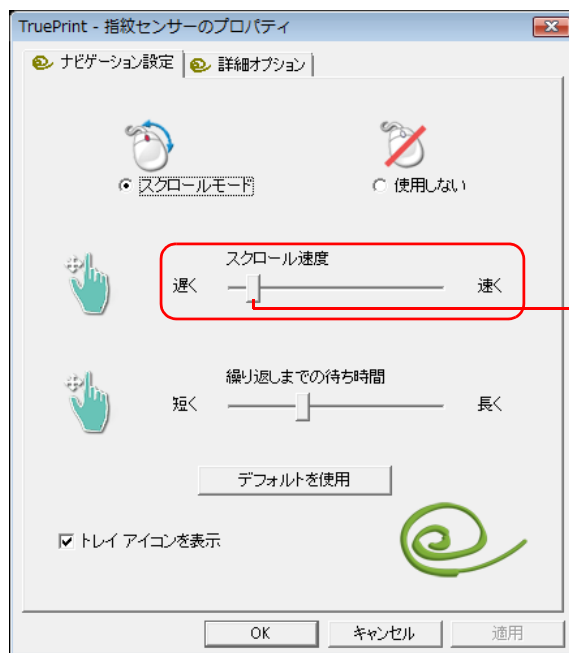 TruePrint - 指紋センサーのプロパティ
ナビゲーション設定
詳細オプション
スクロールモード
使用しない
スクロール速度
遅く
速く
繰り返しまでの待ち時間
短く
長く
デフォルトを使用
トレイ アイコンを表示
OK
キャンセル
適用